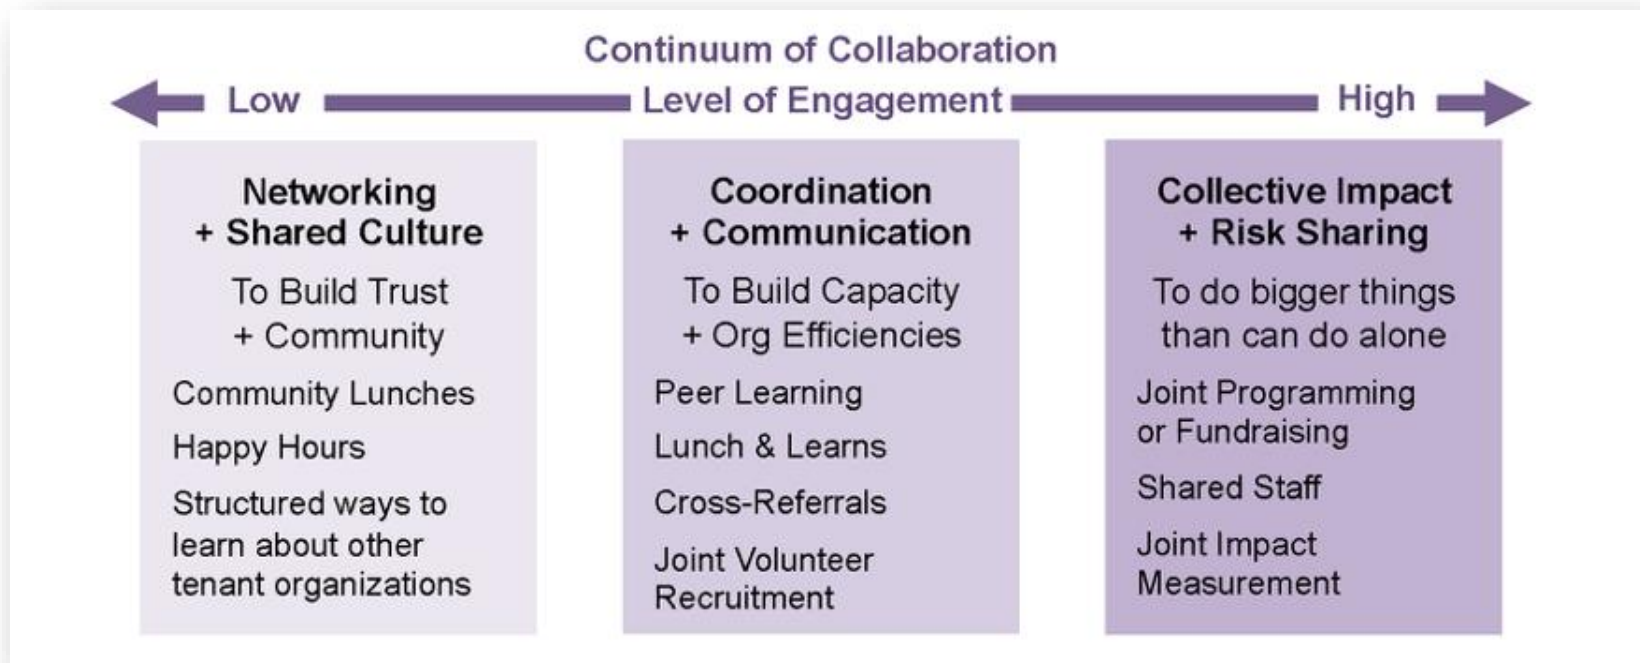 Continuum of Collaboration
Low Level of Engagement High
Networking
+ Shared Culture
To Build Trust
+ Community
Community Lunches
Happy Hours
Structured ways to
learn about other
tenant organizations
Coordination
+ Communication
To Build Capacity
+ Org Efficiencies
Peer Learning
Lunch & Learns
Cross-Referrals
Joint Volunteer
Recruitment
Collective Impact
+ Risk Sharing
To do bigger things
than can do alone
Joint Programming
or Fundraising
Shared Staff
Joint Impact
Measurement